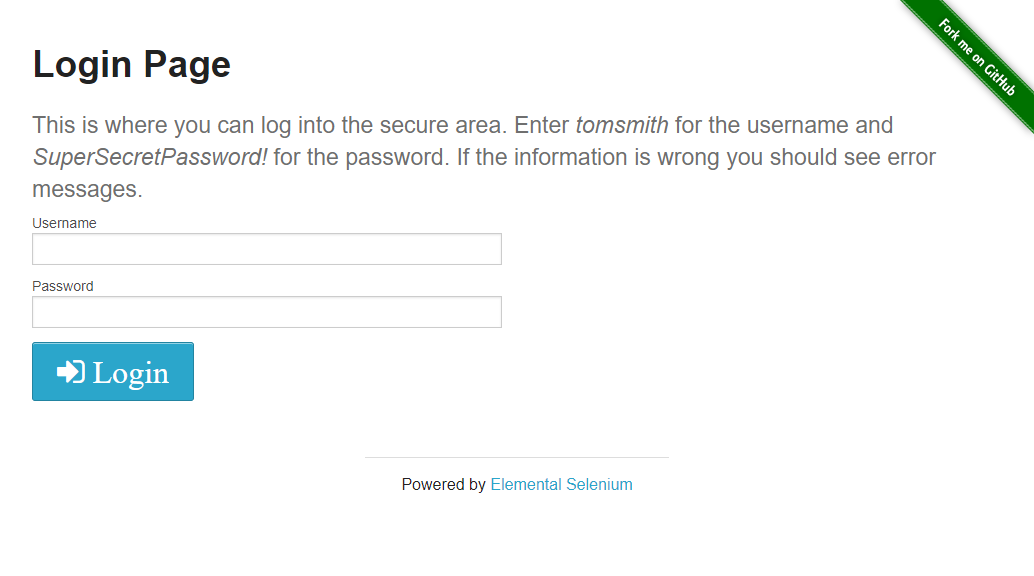 Fork me on GitHub
Login Page
This is where you can log into the secure area. Enter tomsmith for the username and
SuperSecretPassword! for the password. If the information is wrong you should see error
messages.
Username
Password
Login
Powered by Elemental Selenium